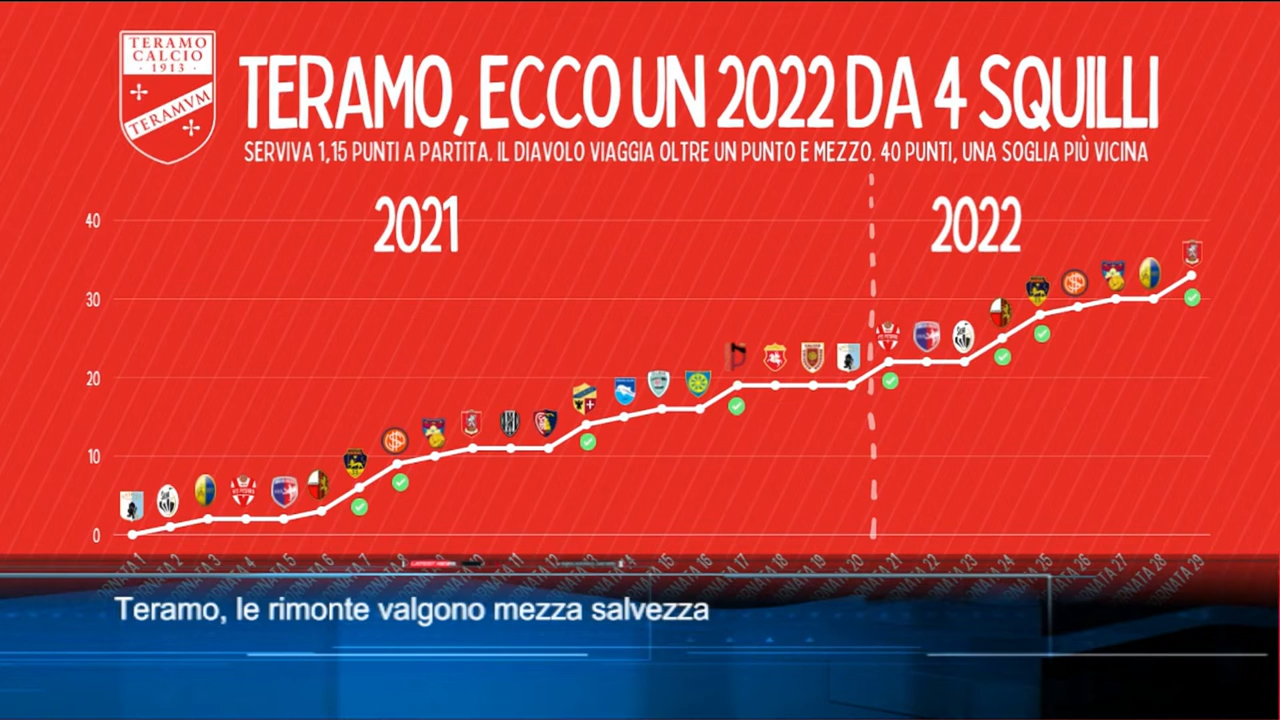 TERAMO
CALCIO
· 1913 ·
TERAMVM
TERAMO, ECCO UN 2022 DA 4 SQUILLI
SERVIVA 1,15 PUNTI A PARTITA. IL DIAVOLO VIAGGIA OLTRE UN PUNTO E MEZZO. 40 PUNTI, UNA SOGLIA PIÙ VICINA
2021
2022
40
30
20
10
0
Teramo, le rimonte valgono mezza salvezza